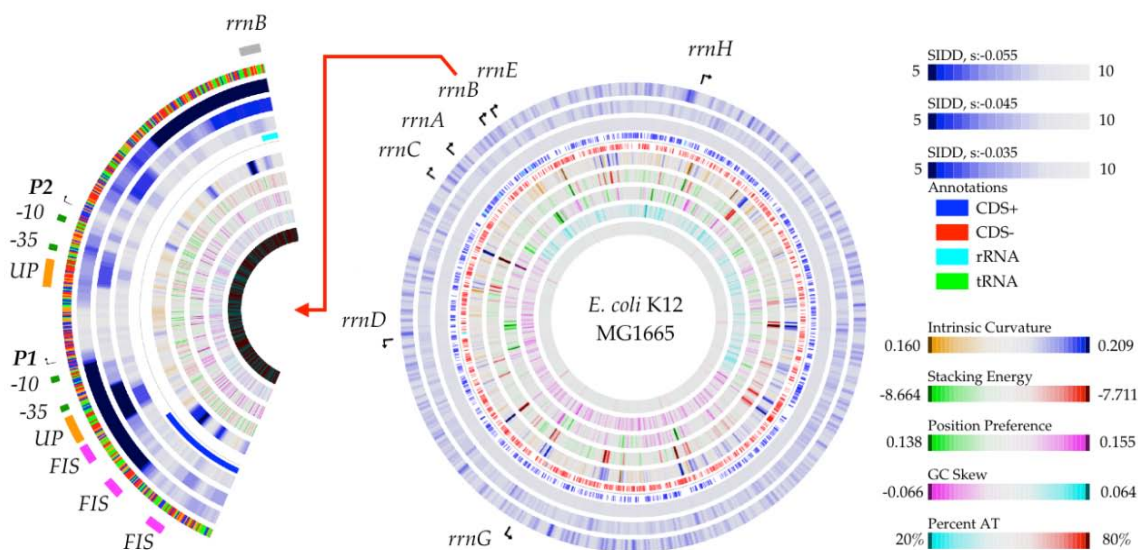 rrnB
P2
-10
-35
UP
P1
-10
-35
UP
FIS
FIS
FIS
rrnH
rrnE
rrnB
rrnA
rrnC
rrnD
rrnG
E. coli K12
MG1665
SIDD, s:-0.055
5 10
SIDD, s:-0.045
5 10
SIDD, s:-0.035
5 10
Annotations
CDS+
CDS-
rRNA
tRNA
Intrinsic Curvature
0.160 0.209
Stacking Energy
-8.664 -7.711
Position Preference
0.138 0.155
GC Skew
-0.066 0.064
Percent AT
20% 80%